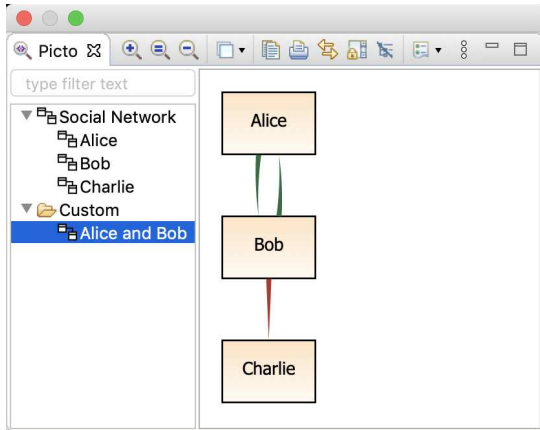 Picto
type filter text
Social Network
Alice
Bob
Charlie
Custom
Alice and Bob
Alice
Bob
Charlie